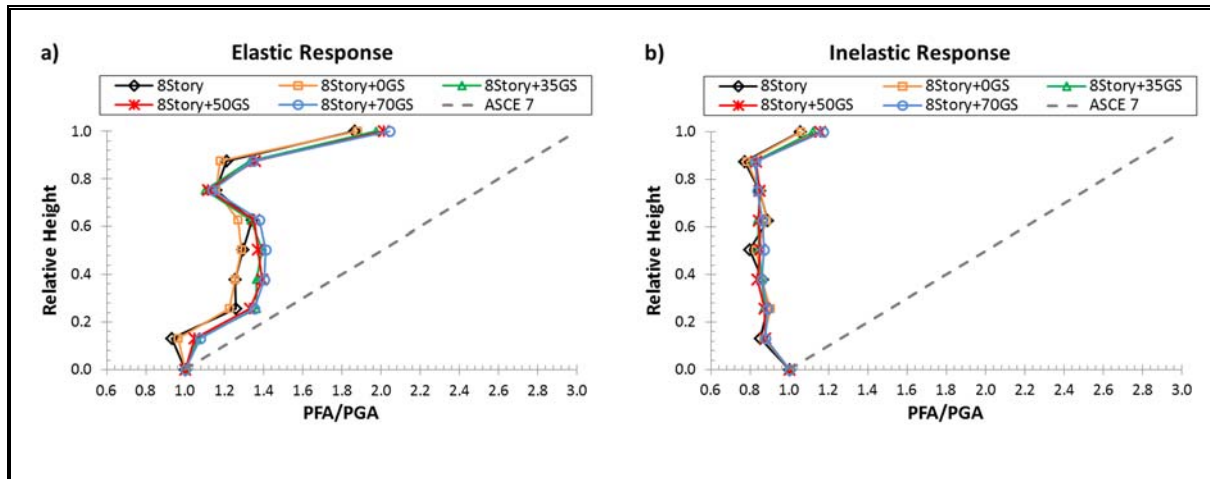 a) Elastic Response
8Story 8Story+0GS 8Story+35GS
8Story+50GS 8Story+70GS ASCE 7
1.0
0.8
0.6
0.4
0.2
0.0
Relative Height
0.6 0.8 1.0 1.2 1.4 1.6 1.8 2.0 2.2 2.4 2.6 2.8 3.0
PFA/PGA
b) Inelastic Response
8Story 8Story+0GS 8Story+35GS
8Story+50GS 8Story+70GS ASCE 7
1.0
0.8
0.6
0.4
0.2
0.0
Relative Height
0.6 0.8 1.0 1.2 1.4 1.6 1.8 2.0 2.2 2.4 2.6 2.8 3.0
PFA/PGA